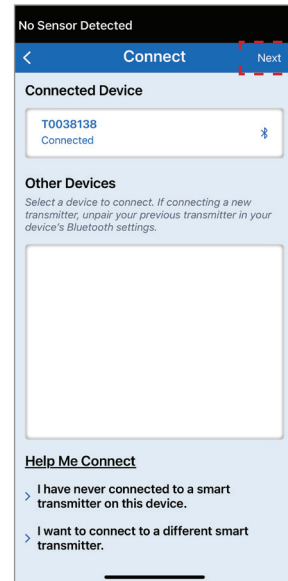 No Sensor Detected
Connect
Next
Connected Device
T0038138
Connected
Other Devices
Select a device to connect. If connecting a new
transmitter, unpair your previous transmitter in your
device's Bluetooth settings.
Help Me Connect
I have never connected to a smart
transmitter on this device.
I want to connect to a different smart
transmitter.